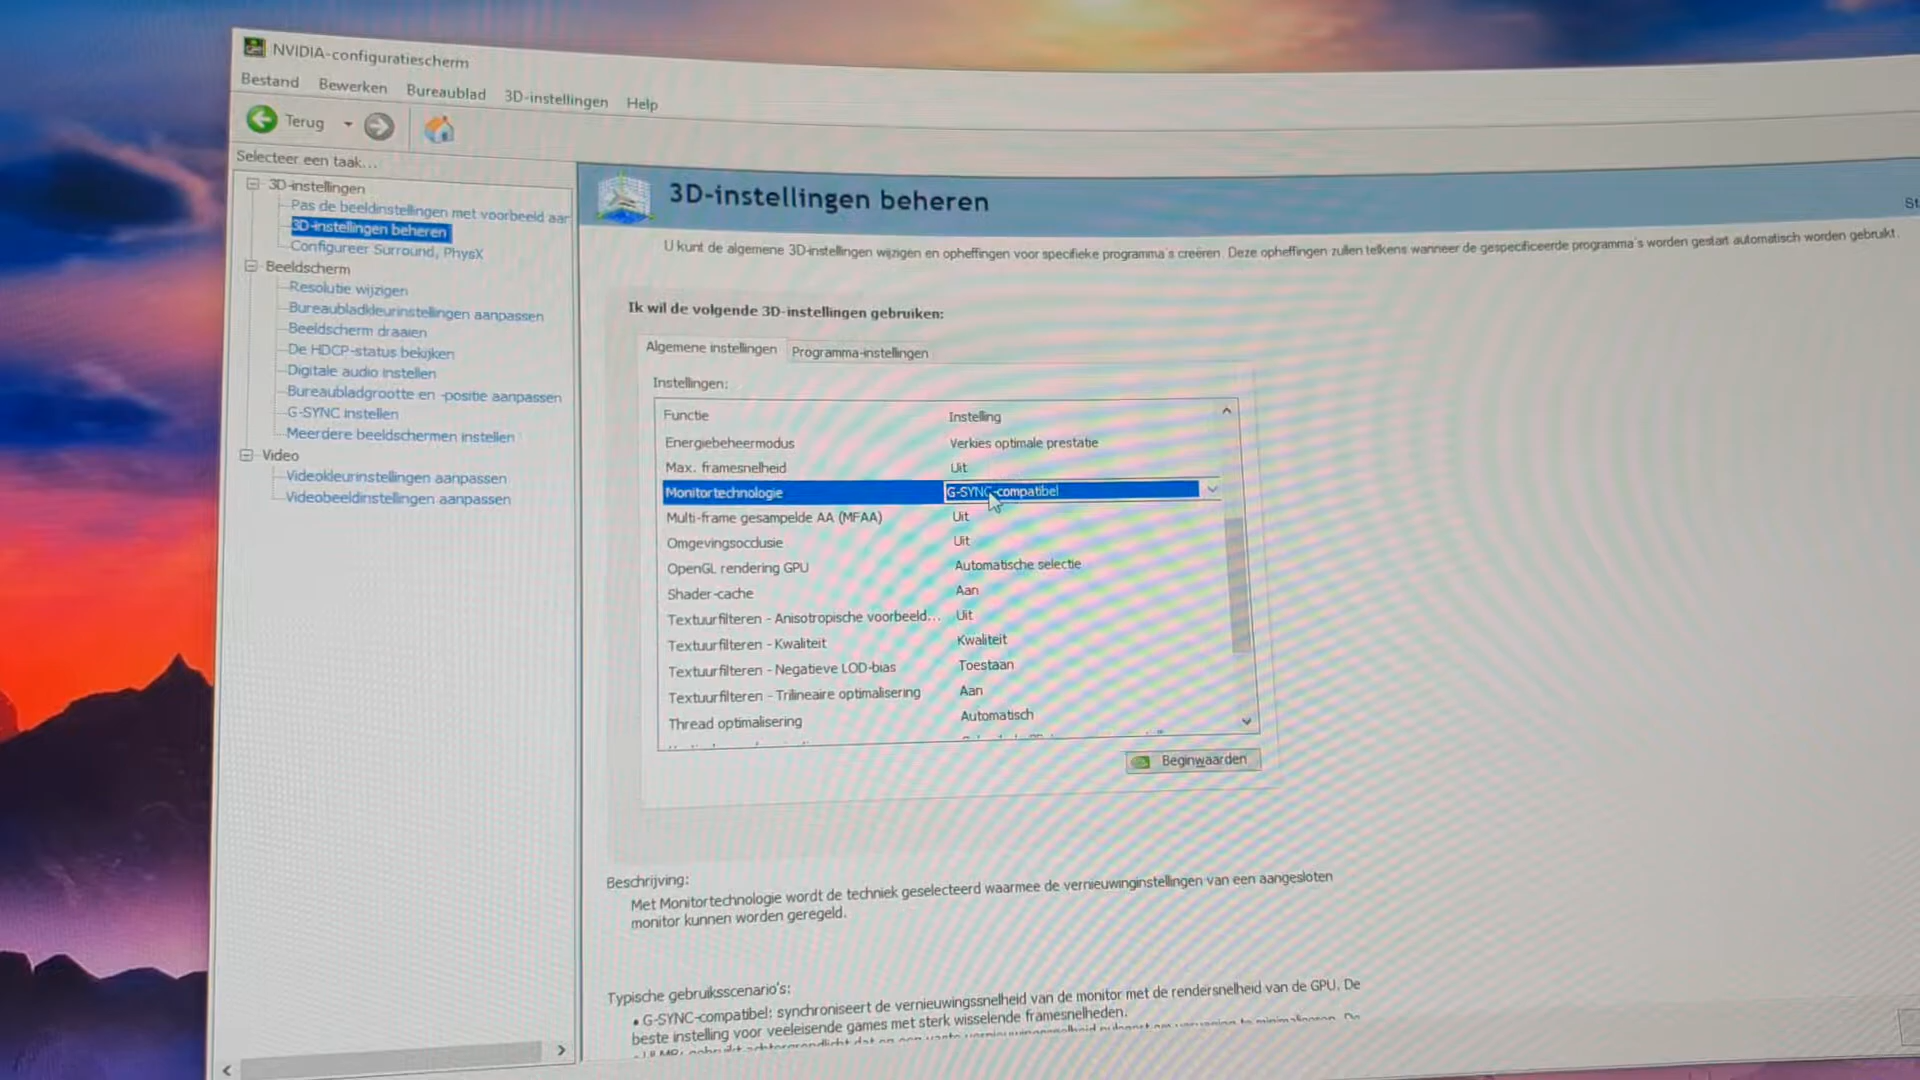 NVIDIA-configuratiescherm
Bestand Bewerken Bureaublad 3D-instellingen Help
Terug
Selecteer een taak...
3D-instellingen
Pas de beeldinstellingen met voorbeeld aar
3D-instellingen beheren
Configureer Surround, PhysX
Beeldscherm
Resolutie wijzigen
Bureaubladkleurinstellingen aanpassen
Beeldscherm draaien
De HDCP-status bekijken
Digitale audio instellen
Bureaubladgrootte en -positie aanpassen
G-SYNC instellen
Meerdere beeldschermen instellen
Video
Videokleurinstellingen aanpassen
Videobeeldinstellingen aanpassen
3D-instellingen beheren
U kunt de algemene 3D-instellingen wijzigen en opheffingen voor specifieke programma's creëren. Deze opheffingen zullen telkens wanneer de gespecificeerde programma's worden gestart automatisch worden gebruikt.
Ik wil de volgende 3D-instellingen gebruiken:
Algemene instellingen Programma-instellingen
Instellingen:
Functie Instelling
Energiebeheermodus Verkies optimale prestatie
Max. framesnelheid Uit
Monitortechnologie G-SYNC-compatibel
Multi-frame gesampelde AA (MFAA) Uit
Omgevingsocclusie Uit
OpenGL rendering GPU Automatische selectie
Shader-cache Aan
Textuurfilteren - Anisotropische voorbeeld... Uit
Textuurfilteren - Kwaliteit Kwaliteit
Textuurfilteren - Negatieve LOD-bias Toestaan
Textuurfilteren - Trilineaire optimalisering Aan
Thread optimalisering Automatisch
Beginwaarden
Beschrijving:
Met Monitortechnologie wordt de techniek geselecteerd waarmee de vernieuwinginstellingen van een aangesloten
monitor kunnen worden geregeld.
Typische gebruiksscenario's:
• G-SYNC-compatibel: synchroniseert de vernieuwingssnelheid van de monitor met de rendersnelheid van de GPU. De
beste instelling voor veeleisende games met sterk wisselende framesnelheden.